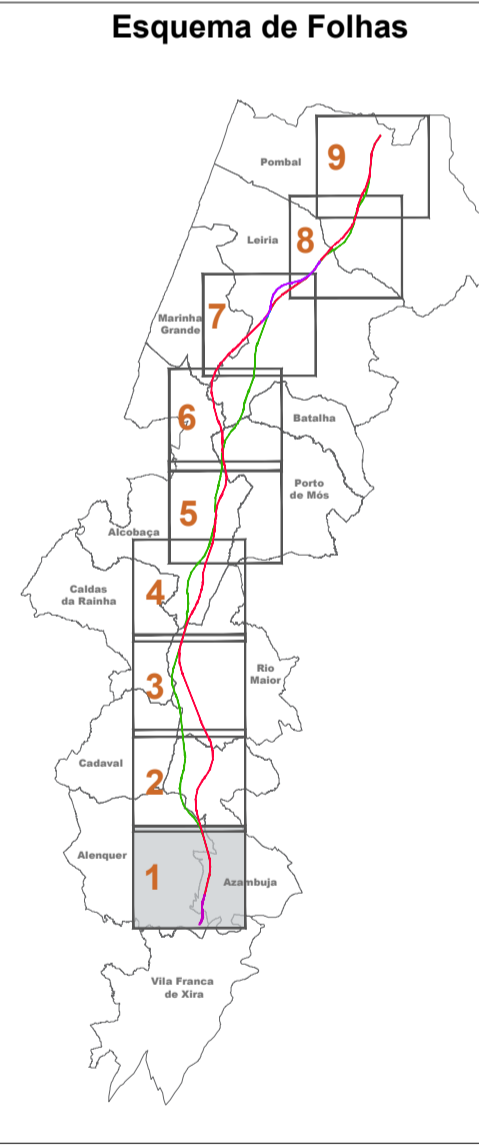 Esquema de Folhas
9
Pombal
8
Leiria
7
Marinha
Grande
6
Batalha
Porto
de Mós
5
Alcobaça
4
Caldas
da Rainha
Rio
Maior
3
Cadaval
2
Alenquer
1
Azambuja
Vila Franca
de Xira